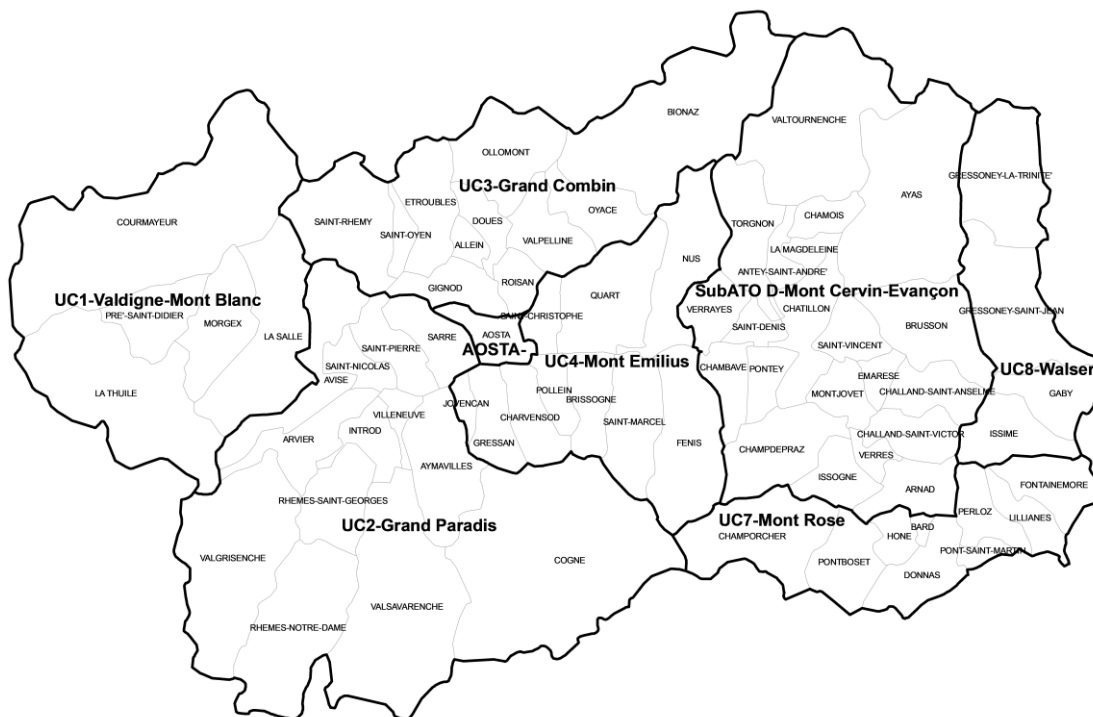 BIONAZ
VALTOURNENCHE
OLLOMONT
UC3-Grand Combin
GRESSONEY-LA-TRINITE'
ETROUBLES
AYAS
OYACE
COURMAYEUR
SAINT-RHEMY
DOUES
CHAMOIS
TORGNON
SAINT-OYEN
ALLEIN
VALPELLINE
LA MAGDELEINE
NUS
ANTEY-SAINT-ANDRE'
GIGNOD
ROISAN
SubATO D-Mont Cervin-Evançon
QUART
UC1-Valdigne-Mont Blanc
PRE'-SAINT-DIDIER
MORGEX
SAINT-CHRISTOPHE
VERRAYES
CHATILLON
GRESSONEY-SAINT-JEAN
SAINT-DENIS
BRUSSON
LA SALLE
SARRE
AOSTA
SAINT-PIERRE
AOSTA-
SAINT-VINCENT
UC4-Mont Emilius
SAINT-NICOLAS
CHAMBAVE
PONTEY
UC8-Walser
AVISE
EMARESE
LA THUILE
POLLEIN
BRISSOGNE
MONTJOVET
CHALLAND-SAINT-ANSELME
GABY
JOVENCAN
VILLENEUVE
CHARVENSOD
SAINT-MARCEL
INTROD
ARVIER
GRESSAN
FENIS
CHALLAND-SAINT-VICTOR
ISSIME
CHAMPDEPRAZ
VERRES
AYMAVILLES
ISSOGNE
ARNAD
FONTAINEMORE
RHEMES-SAINT-GEORGES
PERLOZ
LILLIANES
UC2-Grand Paradis
UC7-Mont Rose
BARD
CHAMPORCHER
HONE
PONT-SAINT-MARTIN
VALGRISENCHE
COGNE
PONTBOSET
DONNAS
VALSAVARENCHE
RHEMES-NOTRE-DAME